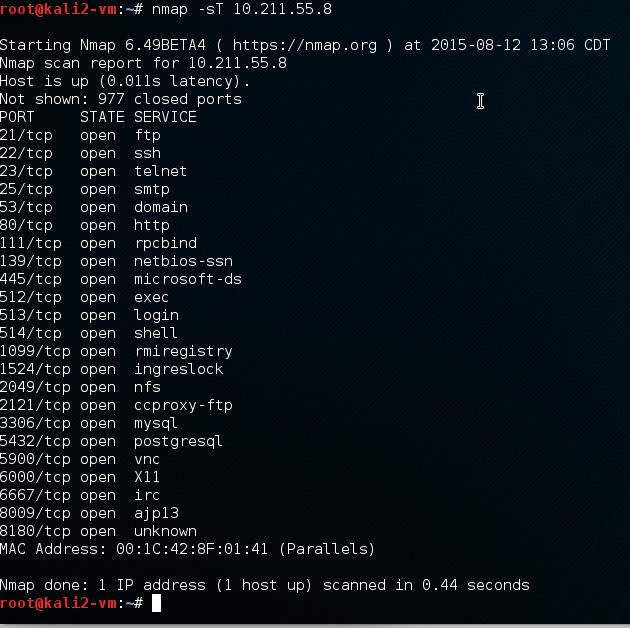 root@kali2-vm:~# nmap -sT 10.211.55.8
Starting Nmap 6.49BETA4 ( https://nmap.org ) at 2015-08-12 13:06 CDT
Nmap scan report for 10.211.55.8
Host is up (0.011s latency).
Not shown: 977 closed ports
PORT     STATE SERVICE
21/tcp   open  ftp
22/tcp   open  ssh
23/tcp   open  telnet
25/tcp   open  smtp
53/tcp   open  domain
80/tcp   open  http
111/tcp  open  rpcbind
139/tcp  open  netbios-ssn
445/tcp  open  microsoft-ds
512/tcp  open  exec
513/tcp  open  login
514/tcp  open  shell
1099/tcp open  rmiregistry
1524/tcp open  ingreslock
2049/tcp open  nfs
2121/tcp open  ccproxy-ftp
3306/tcp open  mysql
5432/tcp open  postgresql
5900/tcp open  vnc
6000/tcp open  X11
6667/tcp open  irc
8009/tcp open  ajp13
8180/tcp open  unknown
MAC Address: 00:1C:42:8F:01:41 (Parallels)
Nmap done: 1 IP address (1 host up) scanned in 0.44 seconds
root@kali2-vm:~#